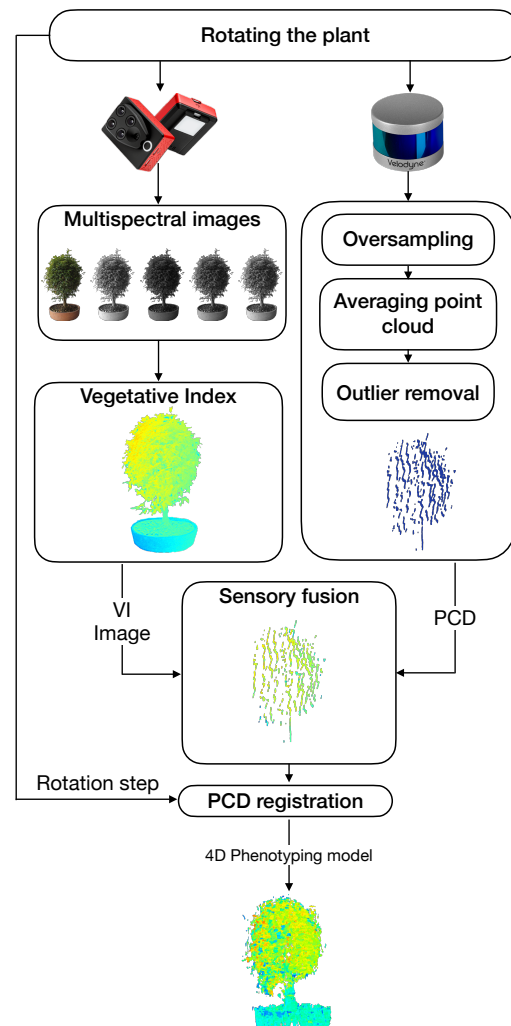 Rotating the plant
Velodyne
Multispectral images
Oversampling
Averaging point
cloud
Outlier removal
Vegetative Index
VI
Image
PCD
Sensory fusion
Rotation step
PCD registration
4D Phenotyping model